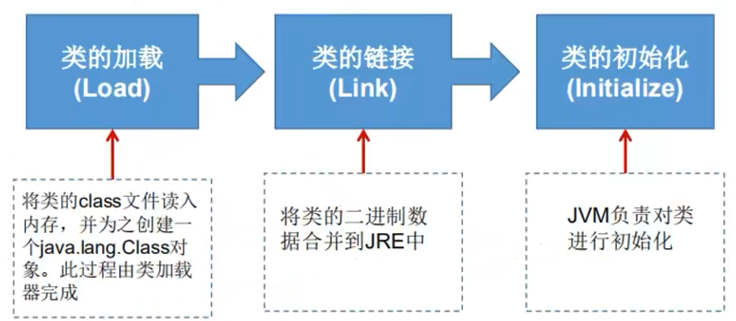 类的加载
(Load)
类的链接
(Link)
类的初始化
(Initialize)
将类的class文件读入
内存，并为之创建一
个java.lang.Class对
象。此过程由类加载
器完成
将类的二进制数
据合并到JRE中
JVM负责对类
进行初始化